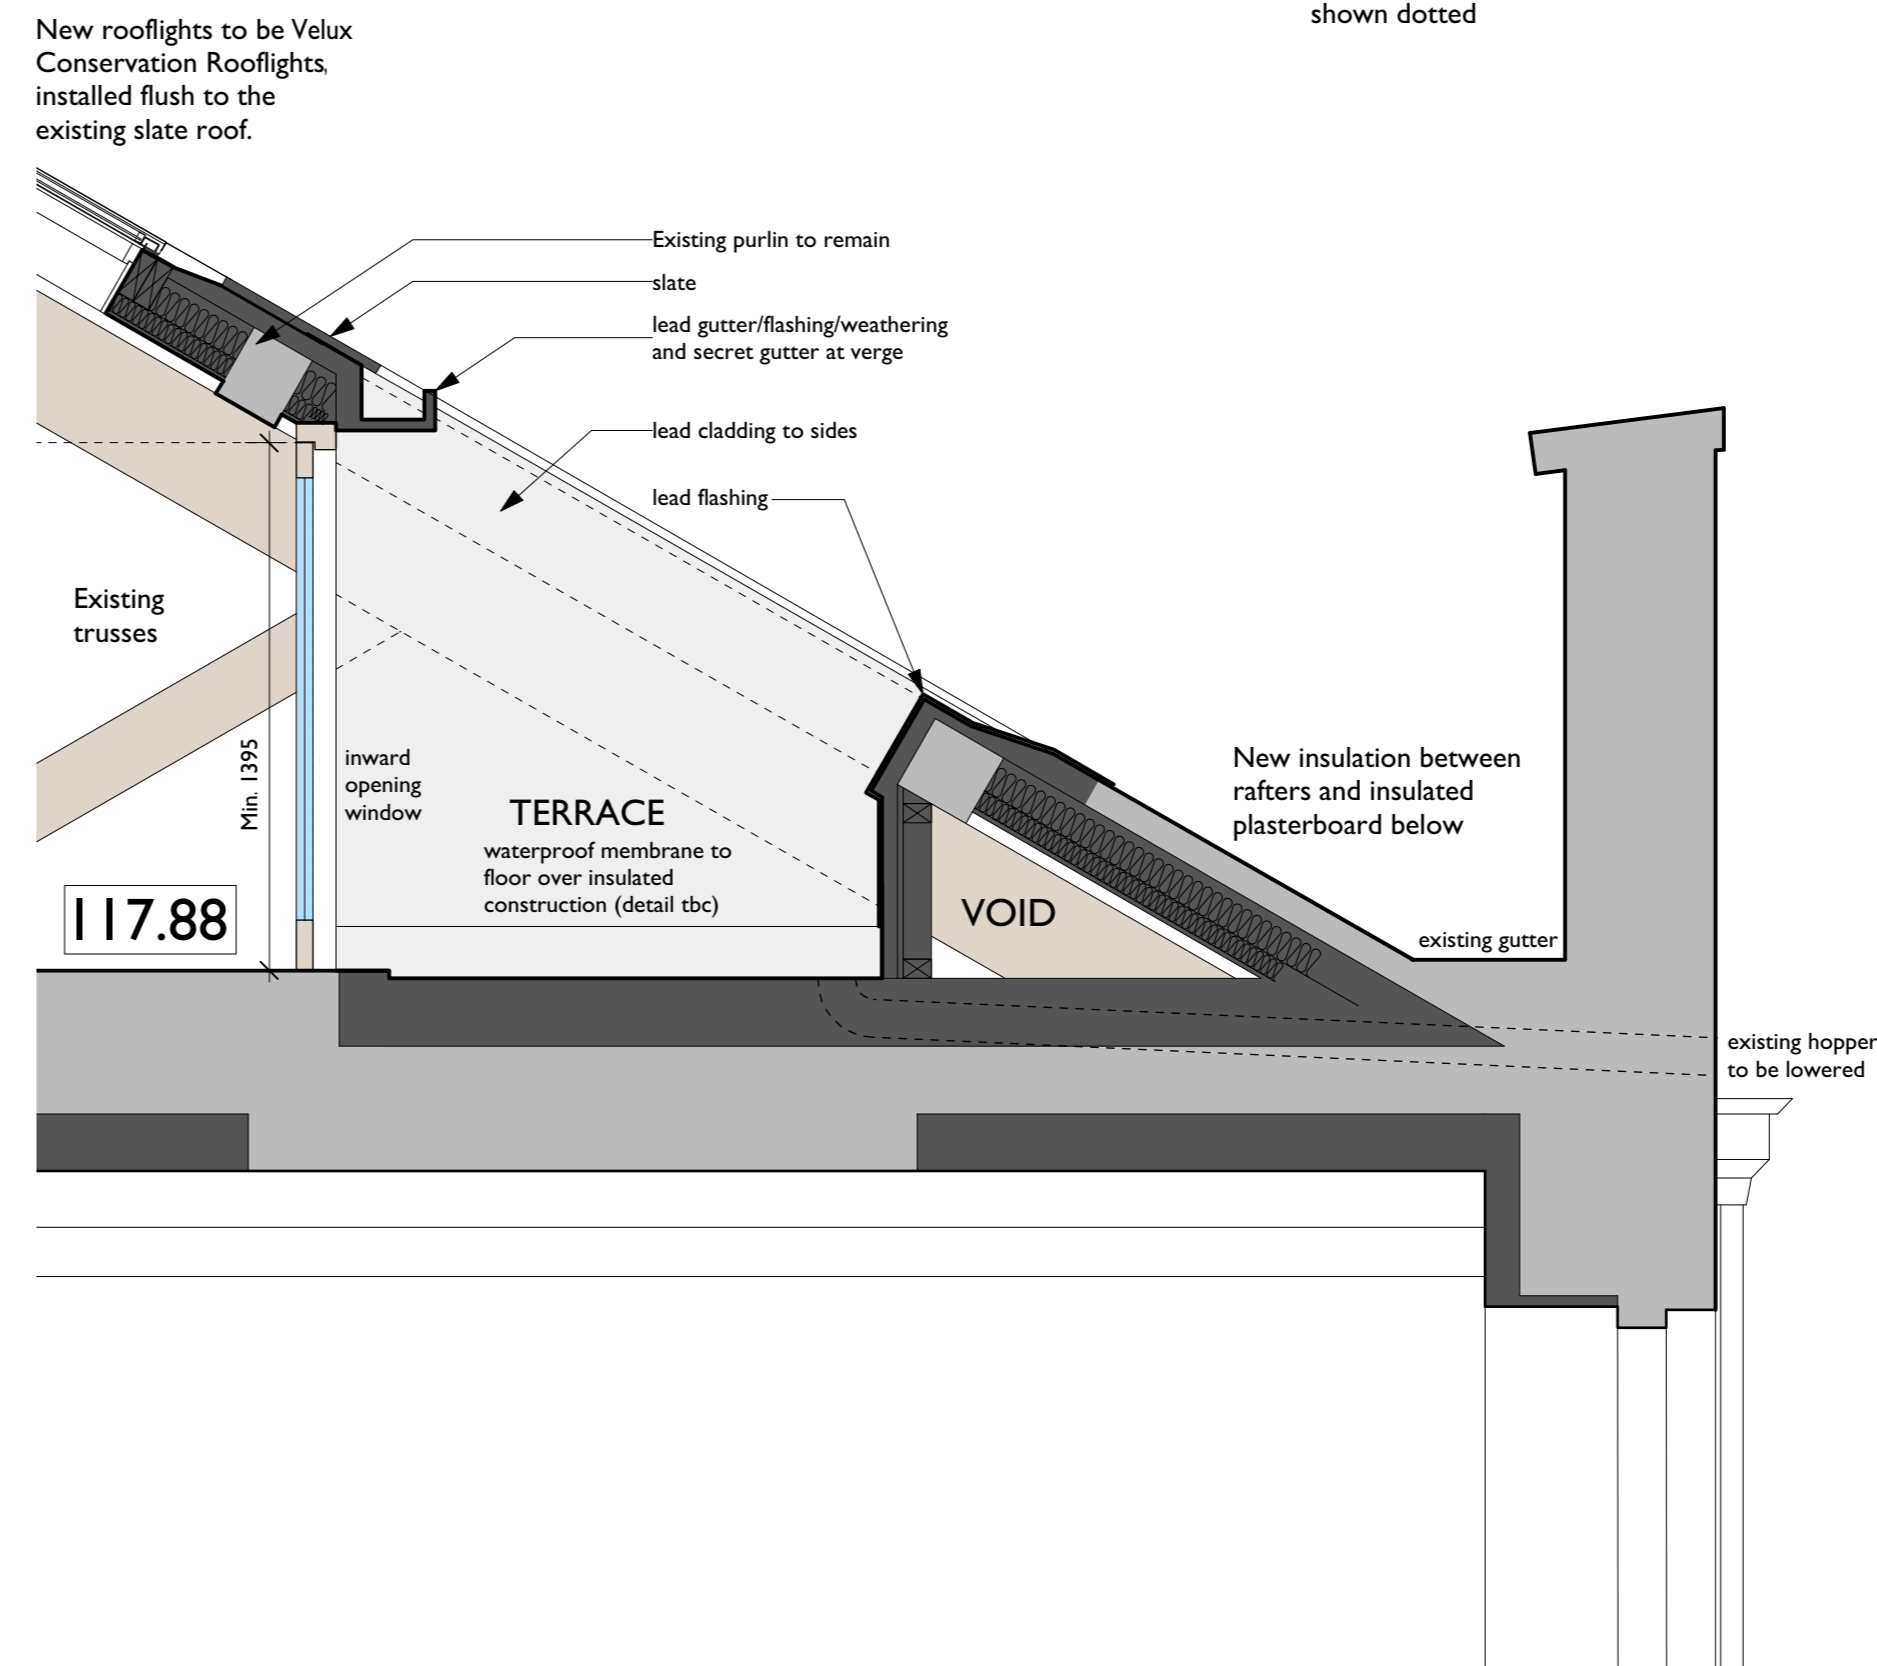 New rooflights to be Velux
Conservation Rooflights,
installed flush to the
existing slate roof.
shown dotted
Existing purlin to remain
slate
lead gutter/flashing/weathering
and secret gutter at verge
lead cladding to sides
lead flashing
Existing
trusses
Min. 1395
inward
opening
window
TERRACE
waterproof membrane to
floor over insulated
construction (detail tbc)
117.88
VOID
New insulation between
rafters and insulated
plasterboard below
existing gutter
existing hopper
to be lowered